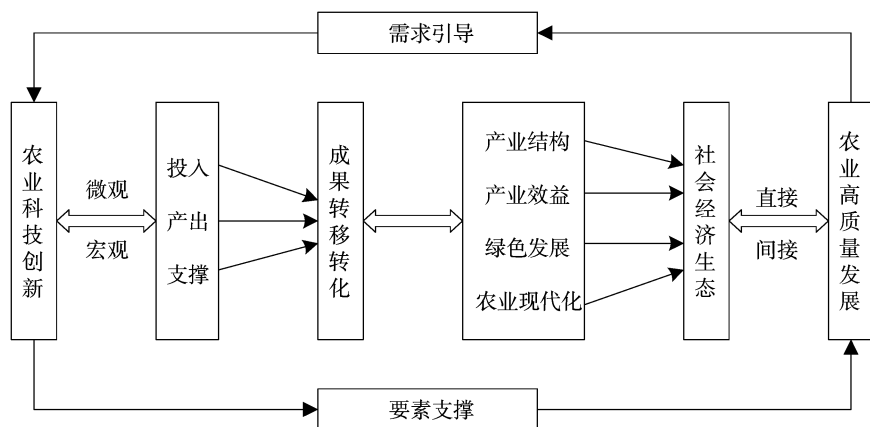 需求引导
农业科技创新
微观
宏观
投入
产出
支撑
成果转移转化
产业结构
产业效益
绿色发展
农业现代化
社会经济生态
直接
间接
农业高质量发展
要素支撑